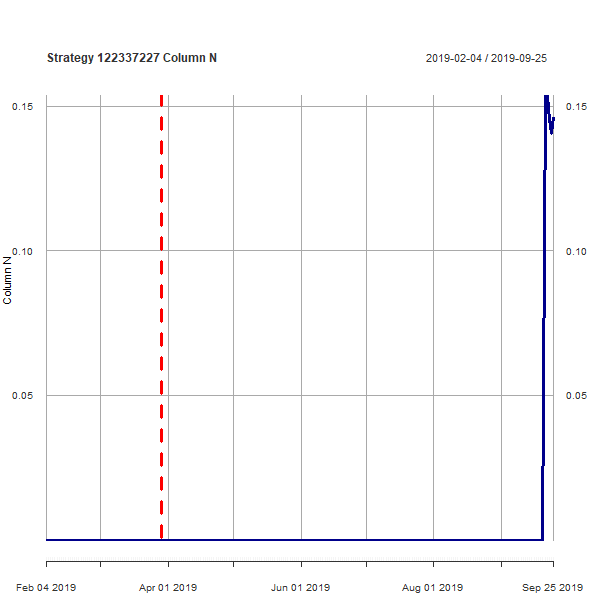 Strategy 122337227 Column N
2019-02-04 / 2019-09-25
0.15
0.15
0.10
0.10
Column N
0.05
0.05
Feb 04 2019
Apr 01 2019
Jun 01 2019
Aug 01 2019
Sep 25 2019